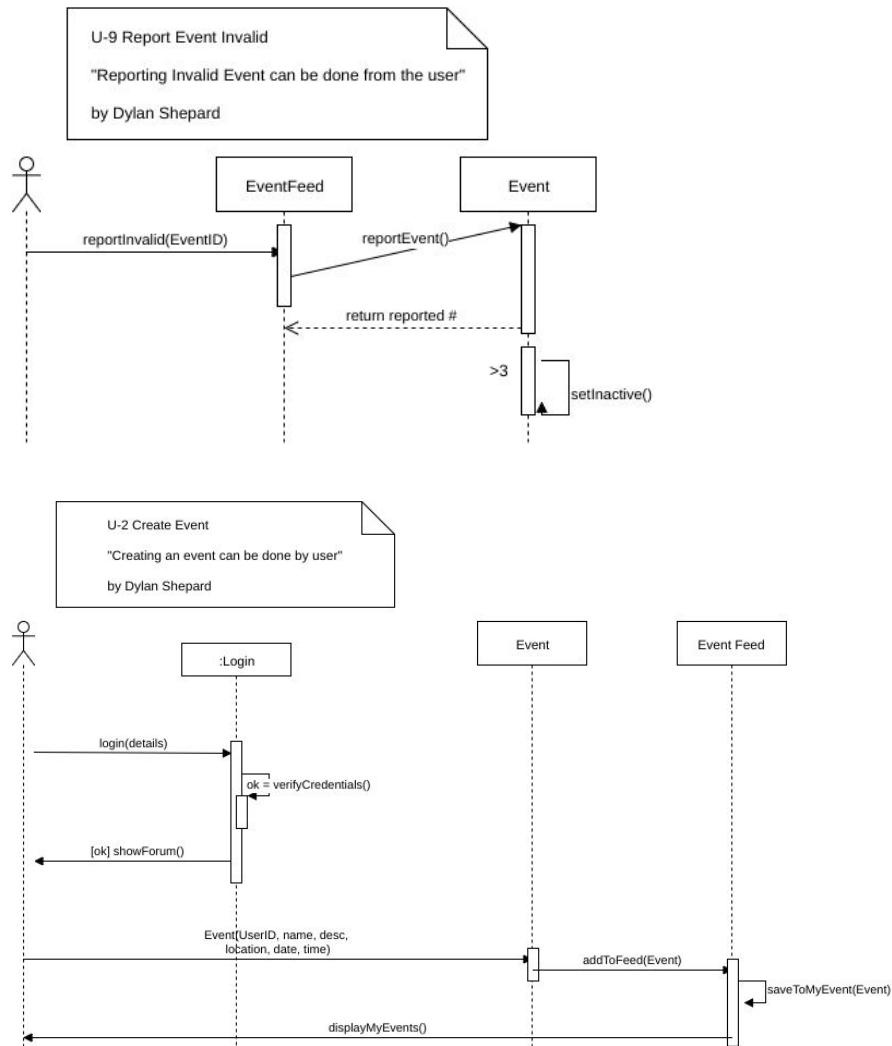 U-9 Report Event Invalid
"Reporting Invalid Event can be done from the user"
by Dylan Shepard
EventFeed
Event
reportInvalid(EventID)
reportEvent()
return reported #
>3
setInactive()
U-2 Create Event
"Creating an event can be done by user"
by Dylan Shepard
:Login
Event
Event Feed
login(details)
ok = verifyCredentials()
[ok] showForum()
Event(UserID, name, desc,
location, date, time)
addToFeed(Event)
saveToMyEvent(Event)
displayMyEvents()